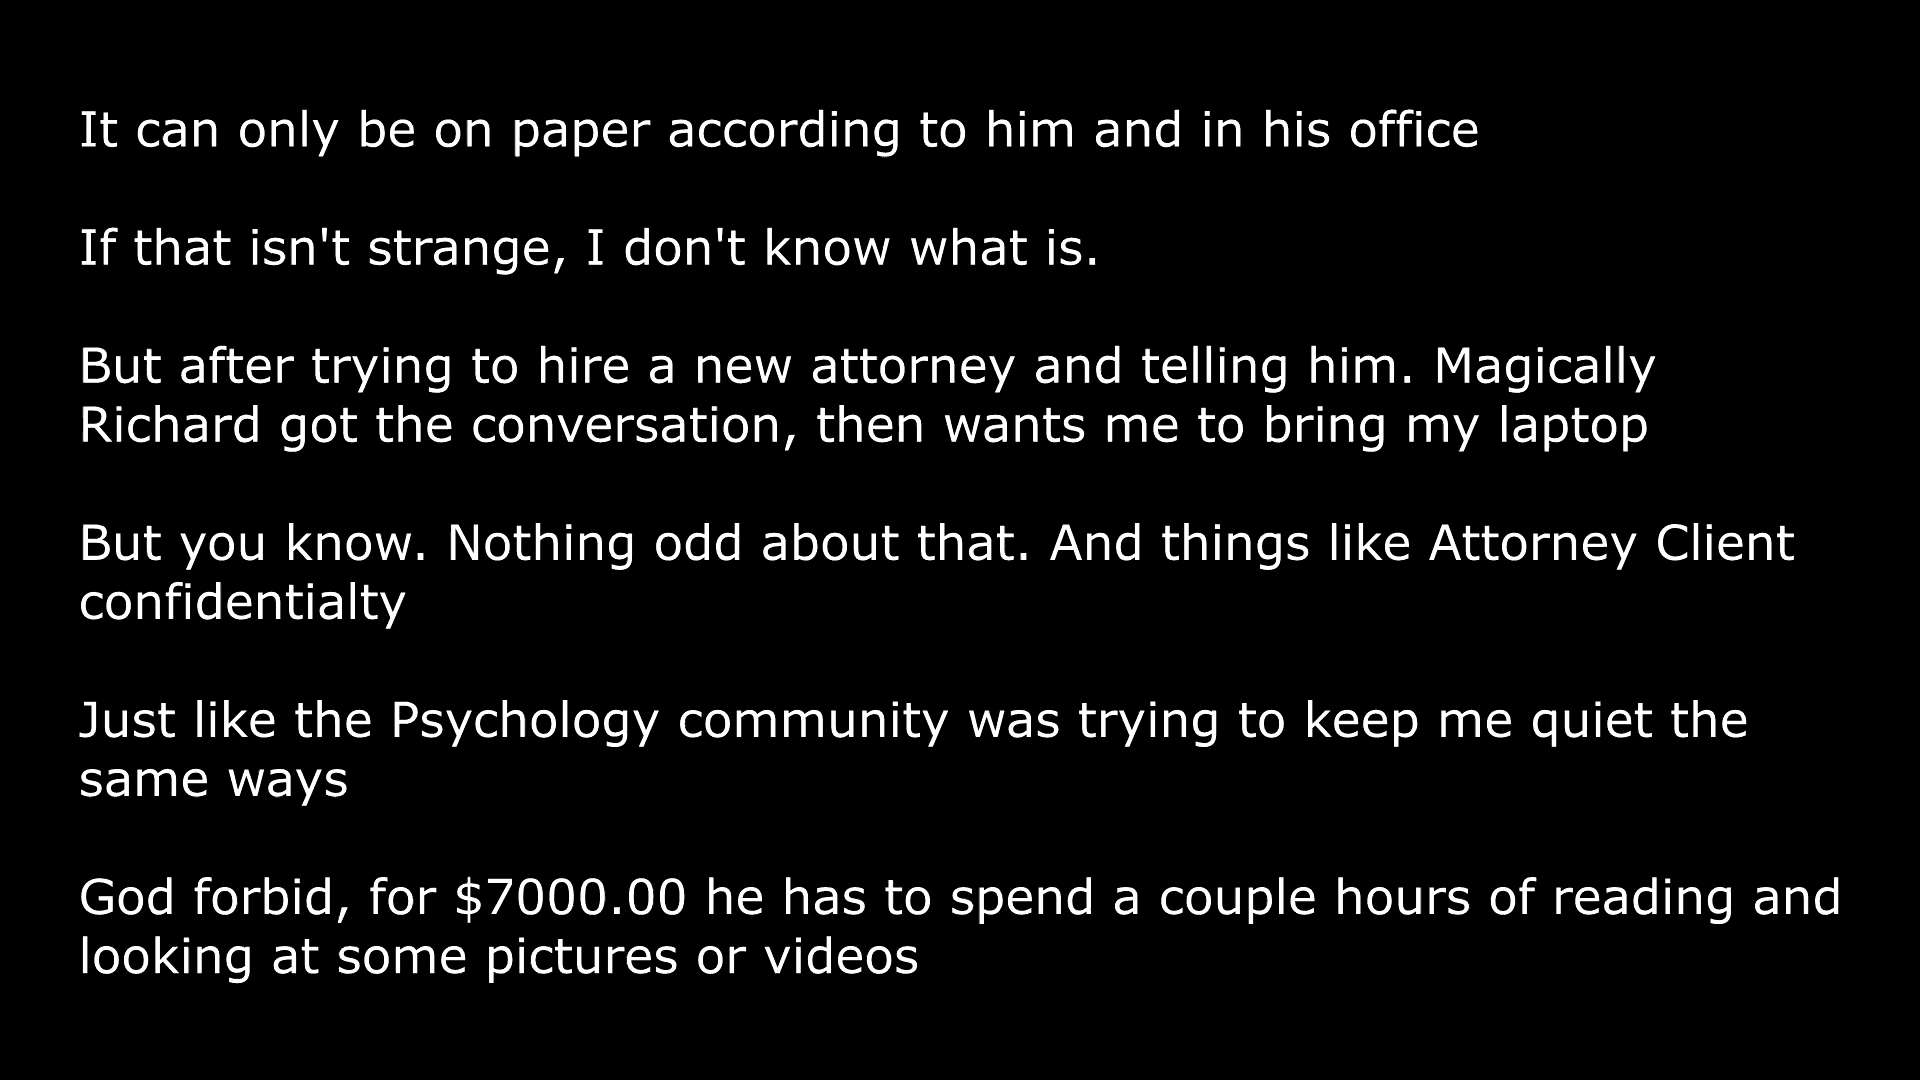 It can only be on paper according to him and in his office
If that isn't strange, I don't know what is.
But after trying to hire a new attorney and telling him. Magically
Richard got the conversation, then wants me to bring my laptop
But you know. Nothing odd about that. And things like Attorney Client
confidentialty
Just like the Psychology community was trying to keep me quiet the
same ways
God forbid, for $7000.00 he has to spend a couple hours of reading and
looking at some pictures or videos